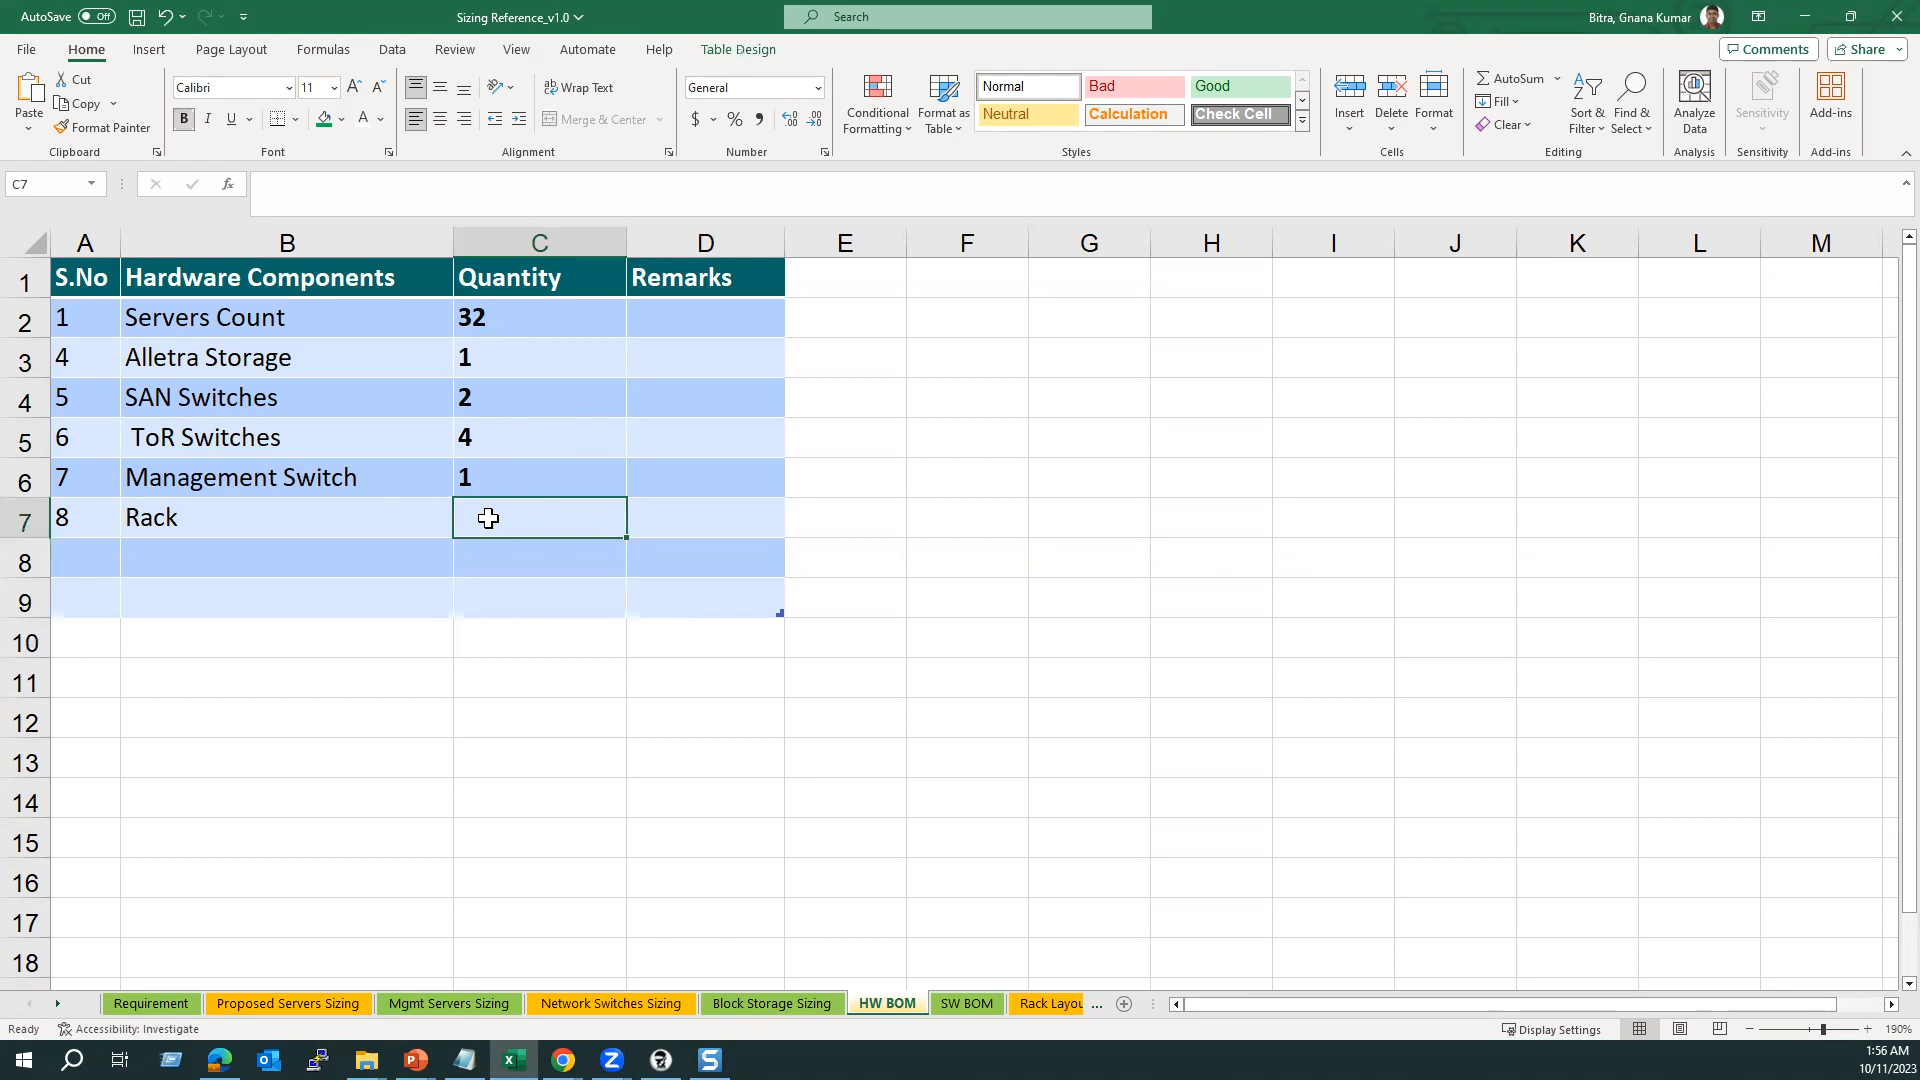 AutoSave Off Sizing Reference_v1.0 Search Bitra, Gnana Kumar
File Home Insert Page Layout Formulas Data Review View Automate Help Table Design Comments Share
Paste Cut Copy Format Painter Clipboard
Calibri 11 B I U A Font
Wrap Text Merge & Center Alignment
General $ % Number
Conditional Formatting Format as Table Normal Bad Good Neutral Calculation Check Cell Styles
Insert Delete Format Cells
AutoSum Fill Clear Sort & Filter Find & Select Editing
Analyze Data Analysis Sensitivity Sensitivity Add-ins Add-ins
C7 fx
A B C D E F G H I J K L M
1 S.No Hardware Components Quantity Remarks
2 1 Servers Count 32
3 4 Alletra Storage 1
4 5 SAN Switches 2
5 6 ToR Switches 4
6 7 Management Switch 1
7 8 Rack
8
9
10
11
12
13
14
15
16
17
18
Requirement Proposed Servers Sizing Mgmt Servers Sizing Network Switches Sizing Block Storage Sizing HW BOM SW BOM Rack Layou ...
Ready Accessibility: Investigate Display Settings 190%
1:56 AM
10/11/2023